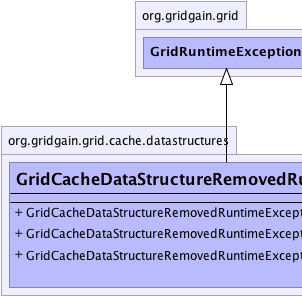 org.gridgain.grid
GridRuntimeException
org.gridgain.grid.cache.datastructures
GridCacheDataStructureRemovedRu
+ GridCacheDataStructureRemovedRuntimeExcept
+ GridCacheDataStructureRemovedRuntimeExcept
+ GridCacheDataStructureRemovedRuntimeExcept